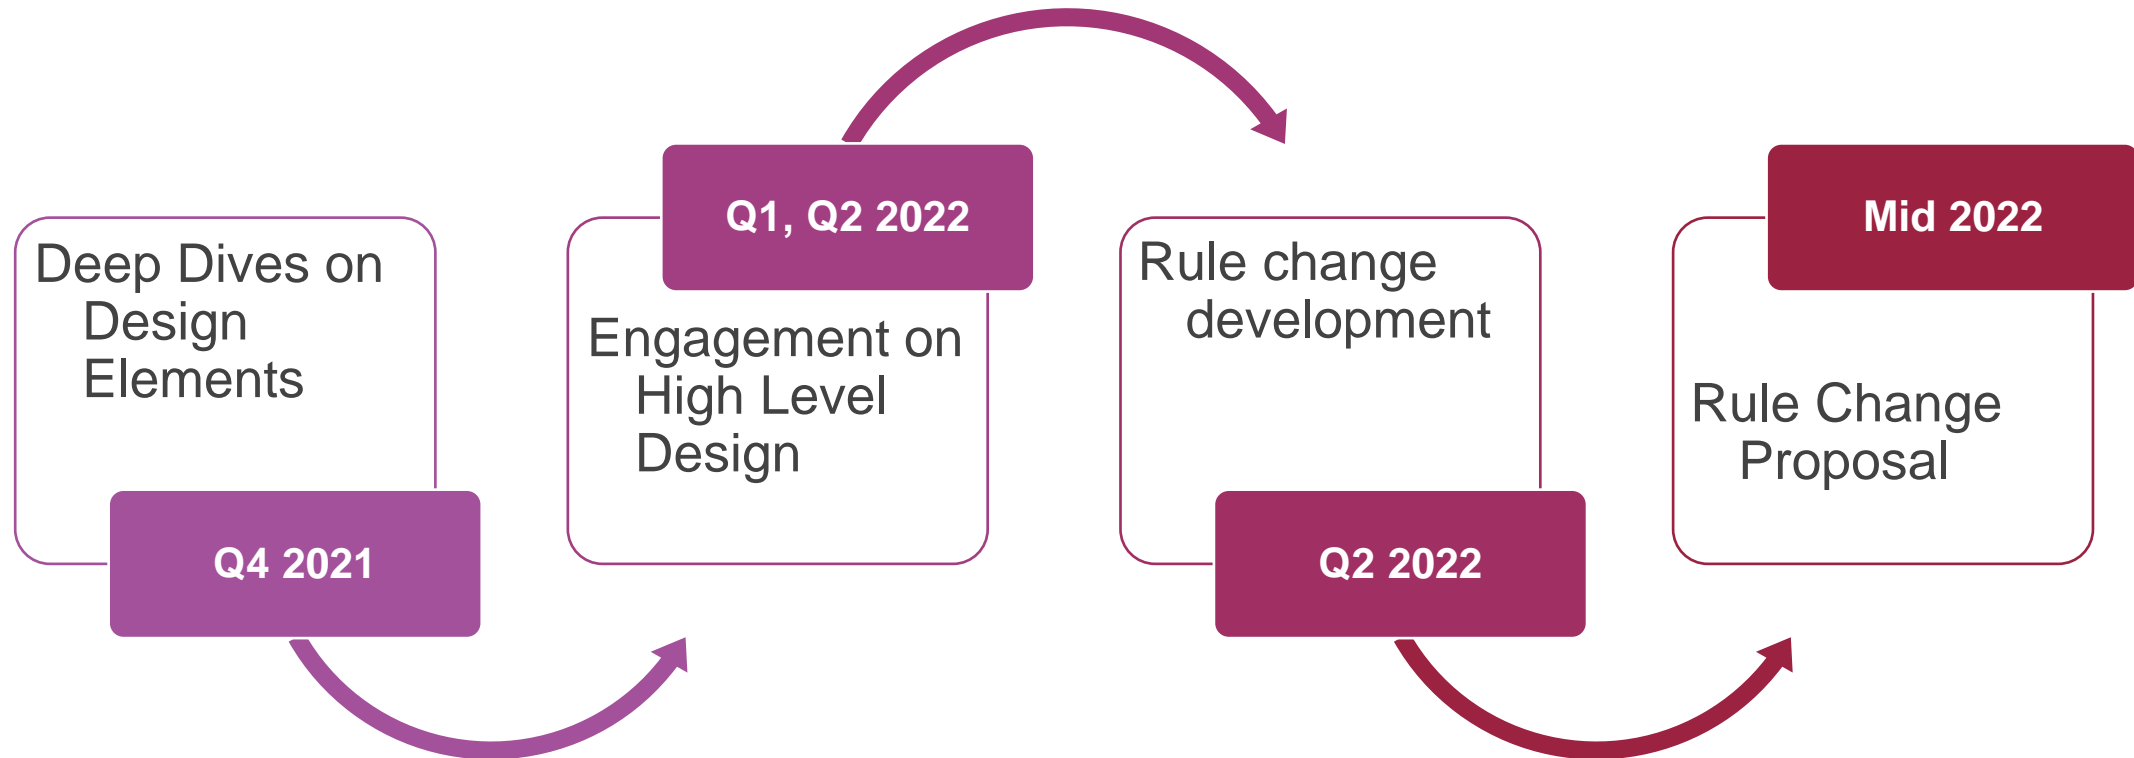 Deep Dives on
Design
Elements
Q4 2021
Q1, Q2 2022
Engagement on
High Level
Design
Rule change
development
Q2 2022
Mid 2022
Rule Change
Proposal